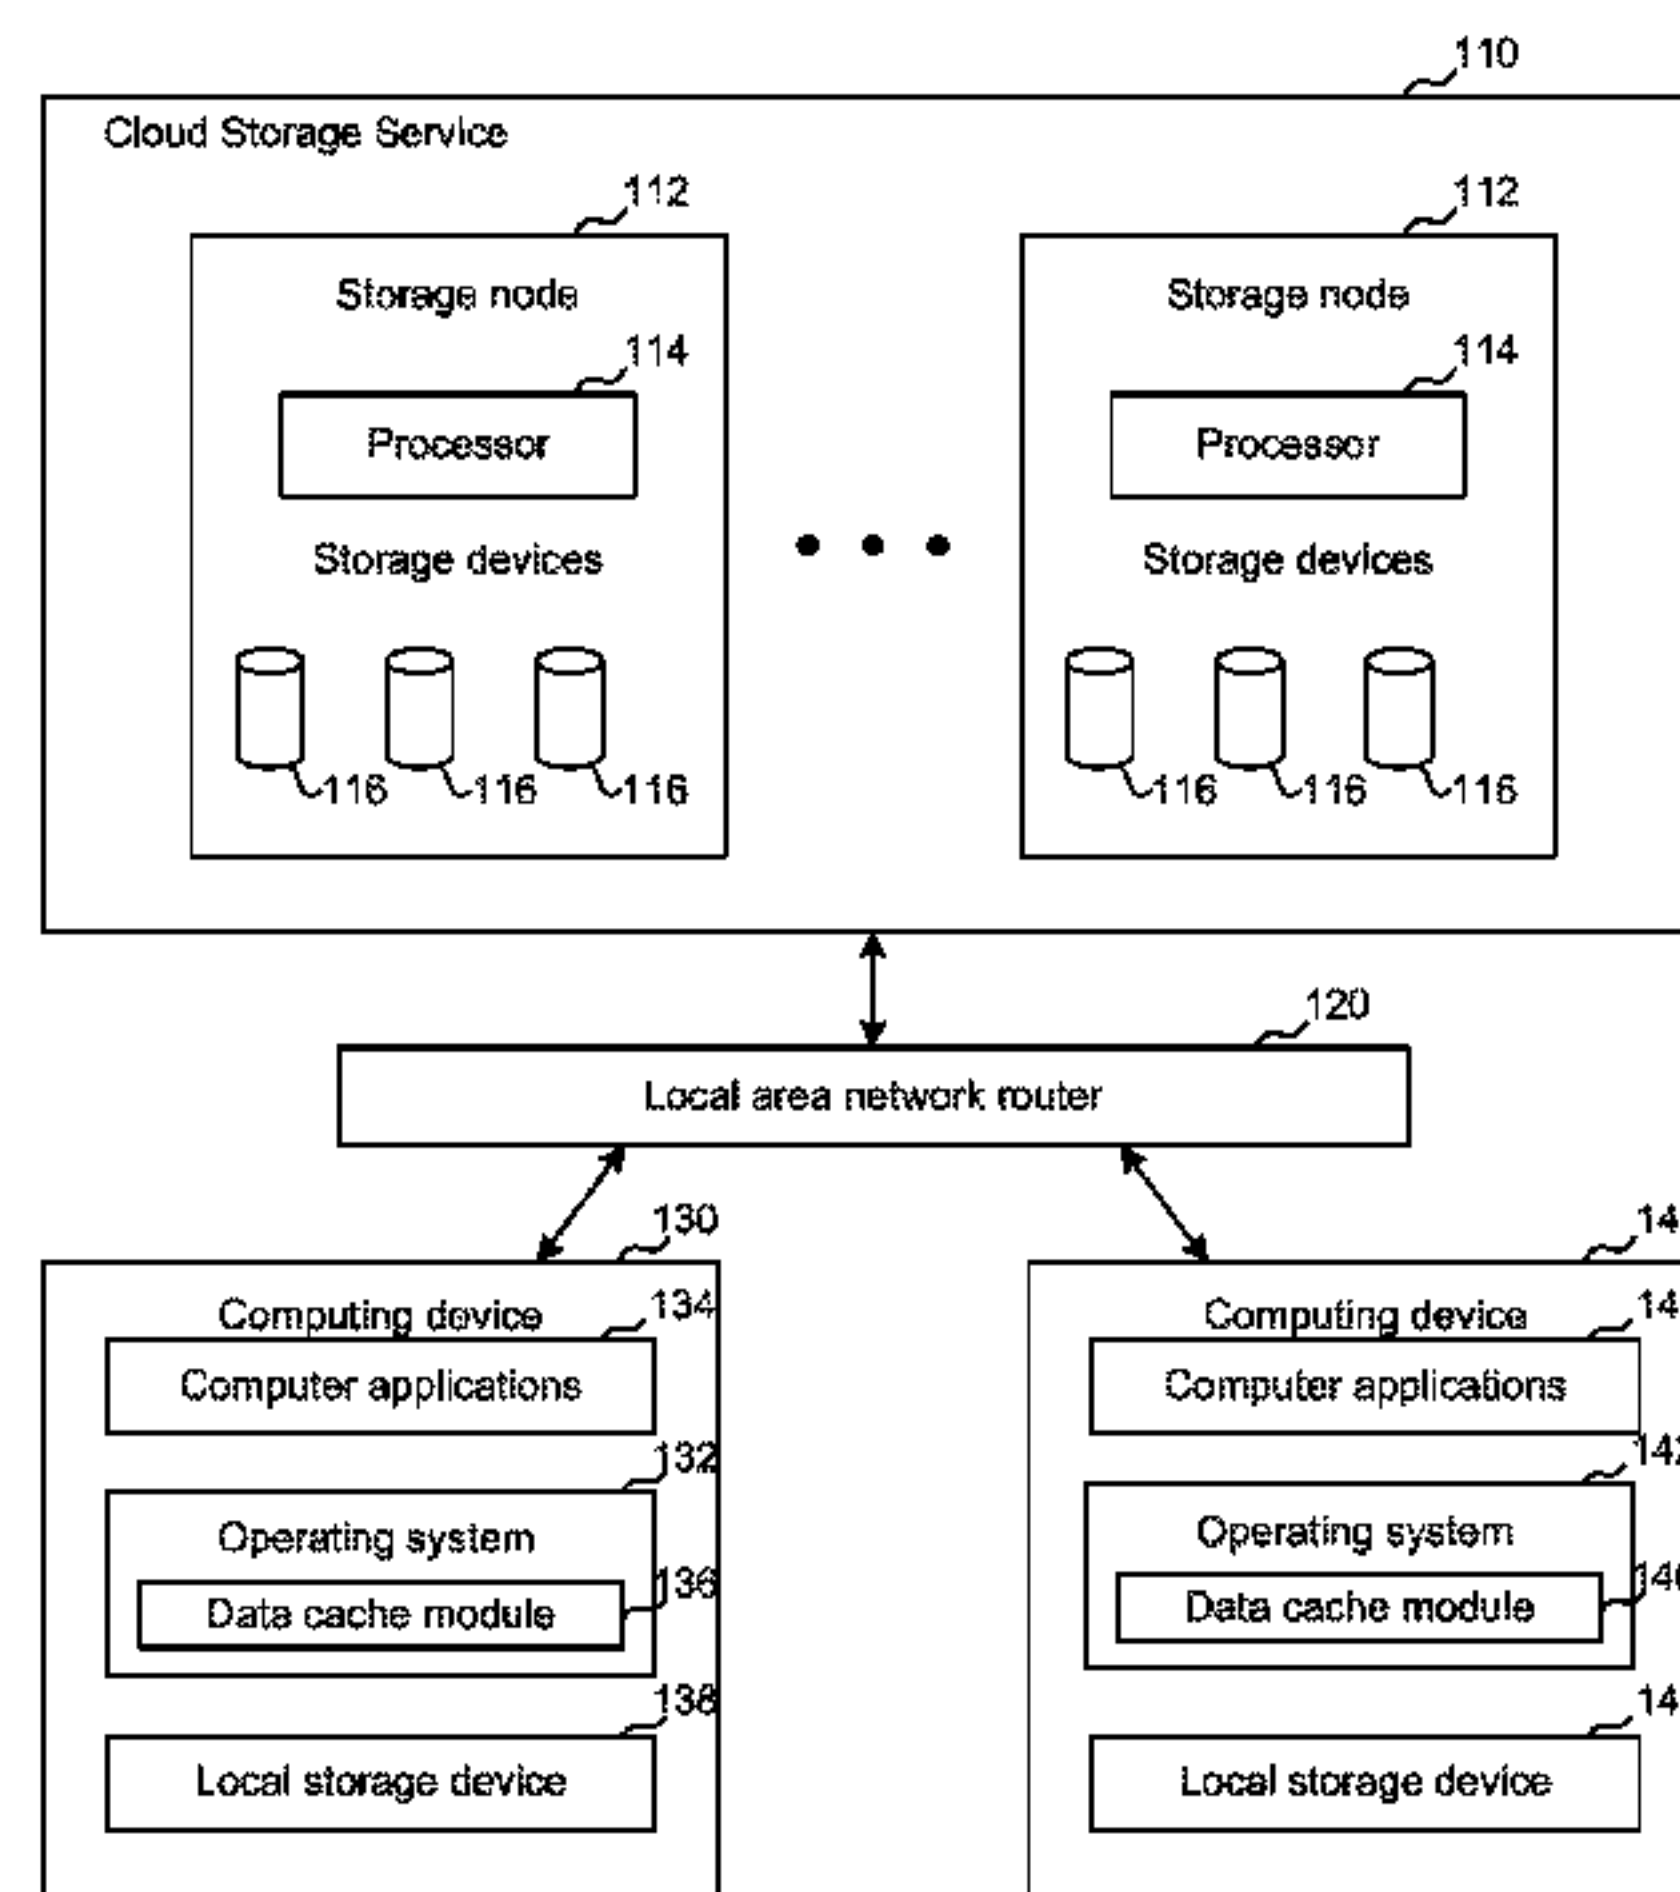 110
Cloud Storage Service
112
112
Storage node
Storage node
114
114
Processor
Processor
Storage devices
Storage devices
116
116
116
116
116
116
120
Local area network router
130
Computing device
Computing device
134
Computer applications
Computer applications
132
Operating system
Operating system
136
Data cache module
Data cache module
138
Local storage device
Local storage device